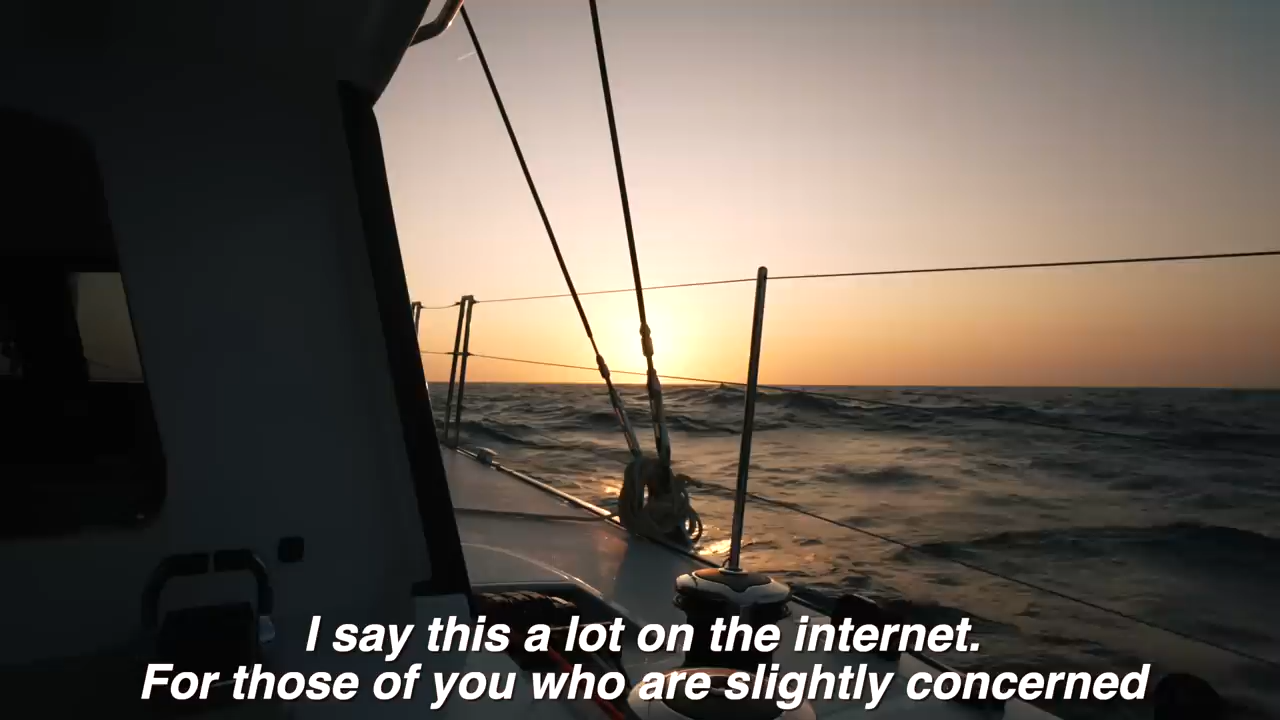 I say this a lot on the internet.
For those of you who are slightly concerned